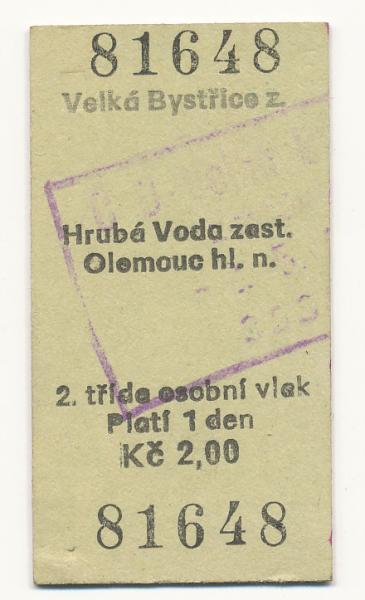 81648
Velká Bystřice z.
Hrubá Voda zast.
Olomouc hl. n.
2. třída osobní vlak
Platí 1 den
Kč 2,00
81648